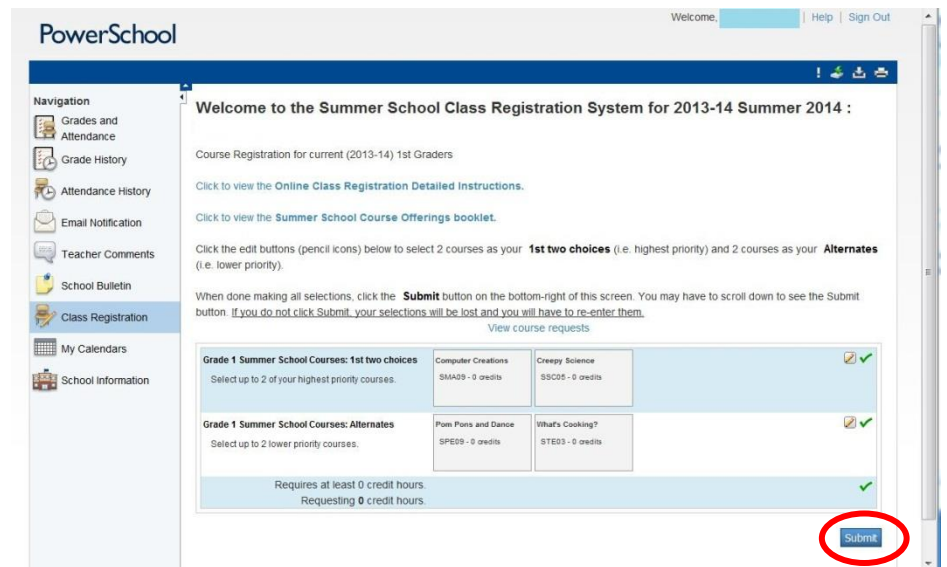 PowerSchool
Welcome, | Help | Sign Out
Navigation
Grades and
Attendance
Grade History
Attendance History
Email Notification
Teacher Comments
School Bulletin
Class Registration
My Calendars
School Information
Welcome to the Summer School Class Registration System for 2013-14 Summer 2014 :
Course Registration for current (2013-14) 1st Graders
Click to view the Online Class Registration Detailed Instructions.
Click to view the Summer School Course Offerings booklet.
Click the edit buttons (pencil icons) below to select 2 courses as your 1st two choices (i.e. highest priority) and 2 courses as your Alternates
(i.e. lower priority).
When done making all selections, click the Submit button on the bottom-right of this screen. You may have to scroll down to see the Submit
button. If you do not click Submit, your selections will be lost and you will have to re-enter them.
View course requests
Grade 1 Summer School Courses: 1st two choices
Select up to 2 of your highest priority courses.
Computer Creations
SMA09 - 0 credits
Creepy Science
SSC05 - 0 credits
Grade 1 Summer School Courses: Alternates
Select up to 2 lower priority courses.
Pom Pons and Dance
SPE09 - 0 credits
What's Cooking?
STE03 - 0 credits
Requires at least 0 credit hours.
Requesting 0 credit hours.
Submit